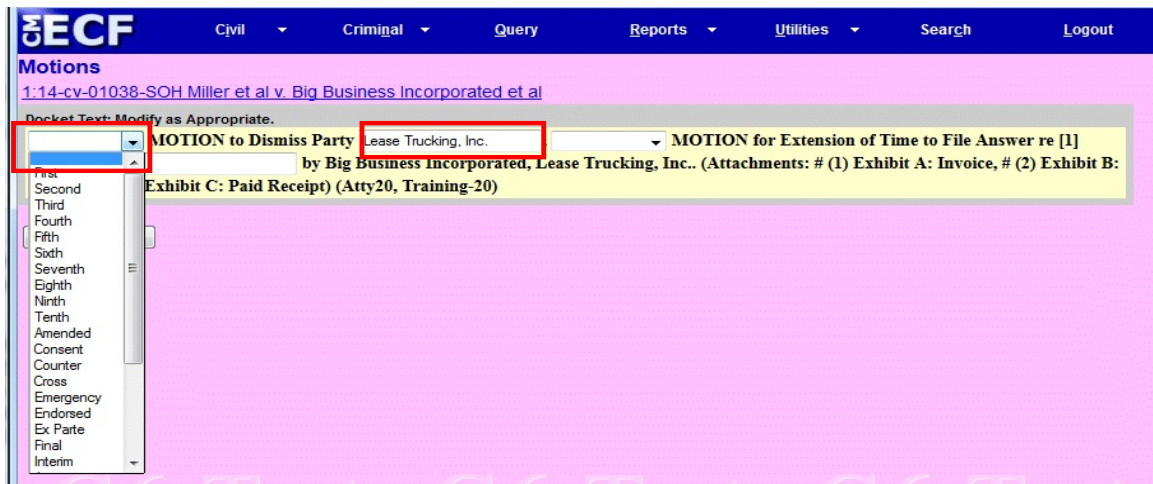 CM ECF Civil Criminal Query Reports Utilities Search Logout
Motions
1:14-cv-01038-SOH Miller et al v. Big Business Incorporated et al
Docket Text: Modify as Appropriate.
MOTION to Dismiss Party Lease Trucking, Inc. , MOTION for Extension of Time to File Answer re [1]
by Big Business Incorporated, Lease Trucking, Inc.. (Attachments: # (1) Exhibit A: Invoice, # (2) Exhibit B:
Exhibit C: Paid Receipt) (Atty20, Training-20)
First
Second
Third
Fourth
Fifth
Sixth
Seventh
Eighth
Ninth
Tenth
Amended
Consent
Counter
Cross
Emergency
Endorsed
Ex Parte
Final
Interim